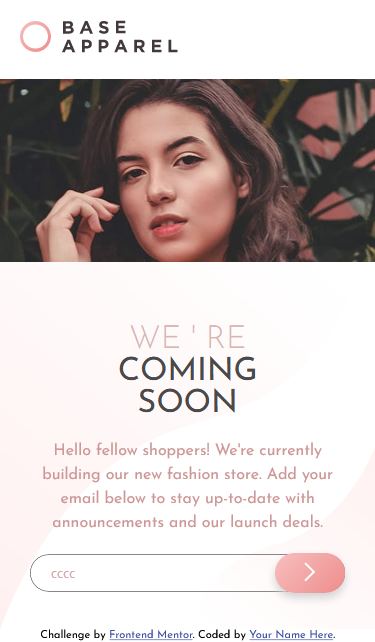 BASE
APPAREL
WE ' RE
COMING
SOON
Hello fellow shoppers! We're currently
building our new fashion store. Add your
email below to stay up-to-date with
announcements and our launch deals.
cccc
Challenge by Frontend Mentor. Coded by Your Name Here.